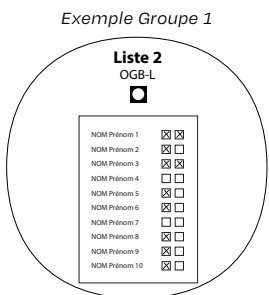 Exemple Groupe 1
Liste 2
OGB-L
NOM Prénom 1
NOM Prénom 2
NOM Prénom 3
NOM Prénom 4
NOM Prénom 5
NOM Prénom 6
NOM Prénom 7
NOM Prénom 8
NOM Prénom 9
NOM Prénom 10